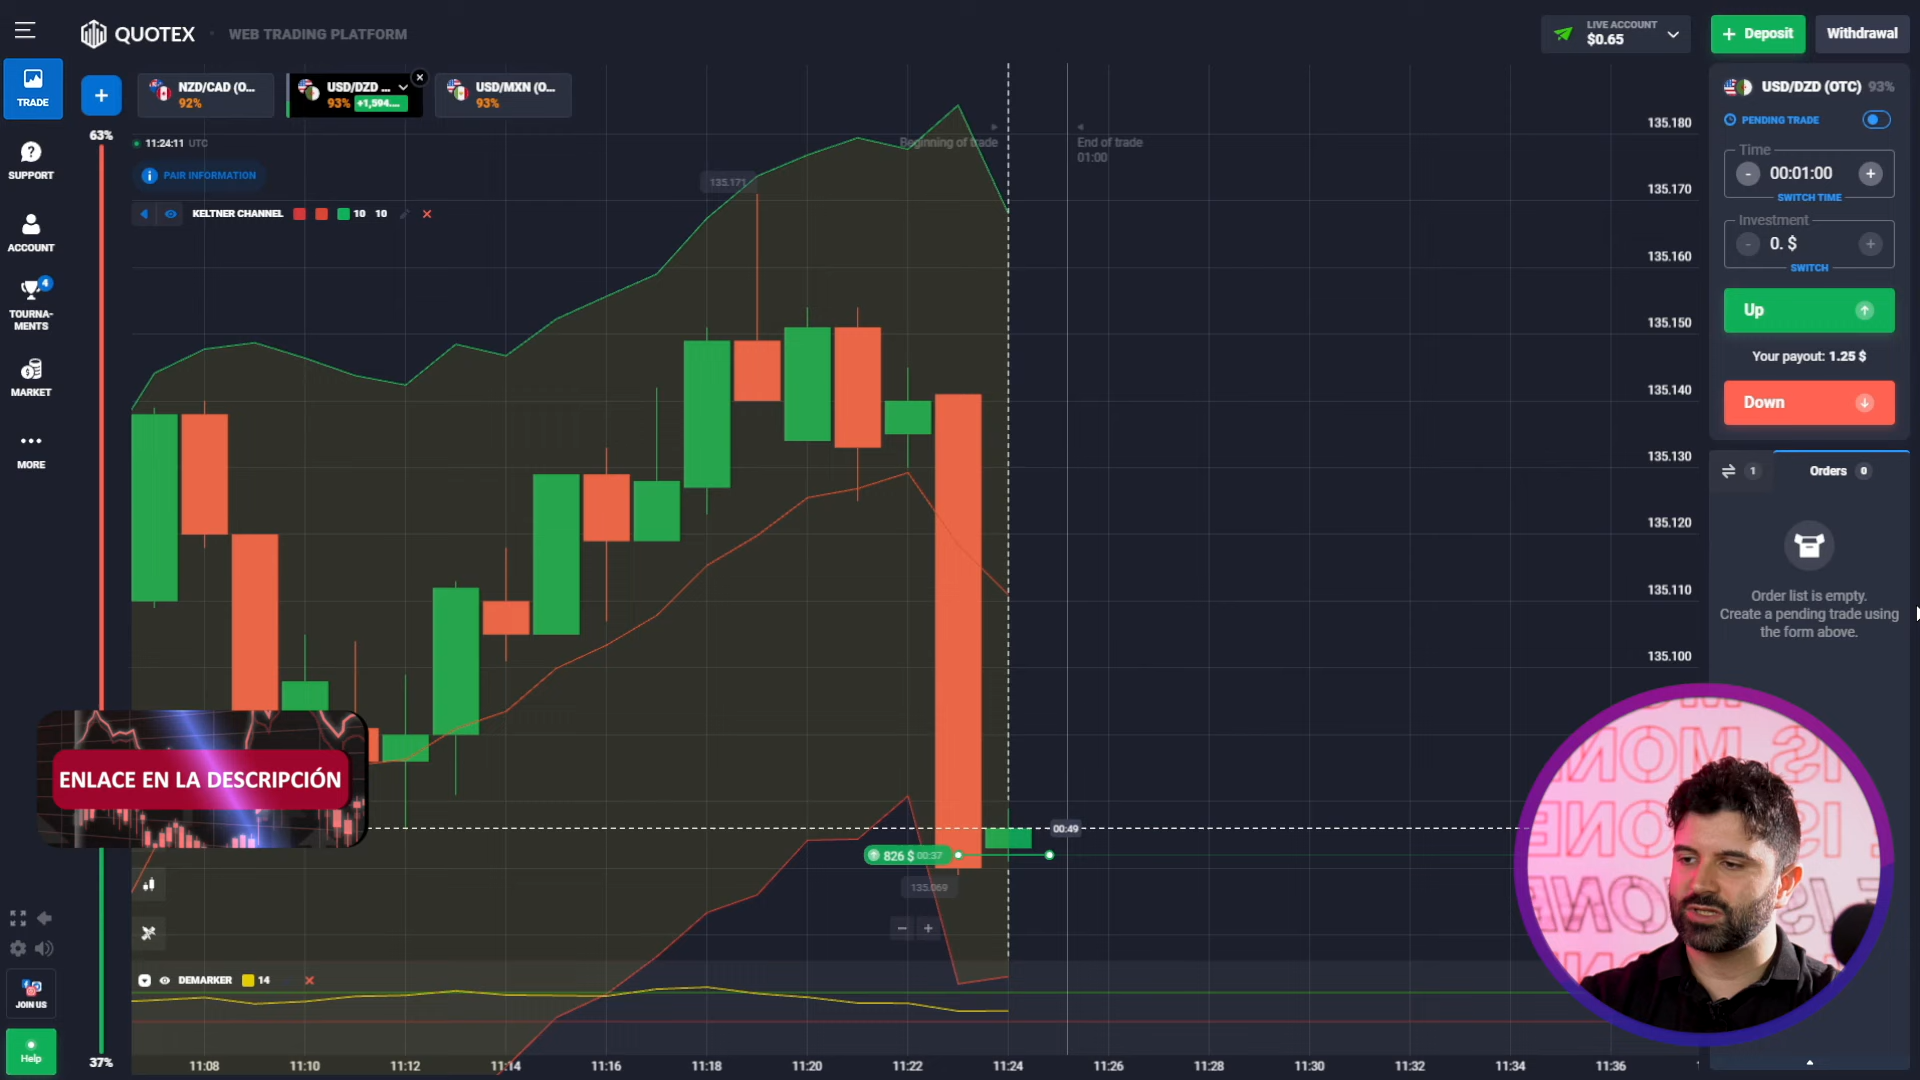 QUOTEX
WEB TRADING PLATFORM
LIVE ACCOUNT
$0.65
Deposit
Withdrawal
TRADE
NZD/CAD (O...
92%
USD/DZD ...
93%
+1,594....
USD/MXN (O...
93%
USD/DZD (OTC)
93%
PENDING TRADE
SUPPORT
63%
11:24:11 UTC
PAIR INFORMATION
KELTNER CHANNEL
10
10
135.171
Beginning of trade
End of trade
01:00
135.180
135.170
135.160
135.150
135.140
135.130
135.120
135.110
135.100
Time
00:01:00
SWITCH TIME
Investment
0. $
SWITCH
Up
Your payout: 1.25 $
Down
1
Orders
0
Order list is empty.
Create a pending trade using
the form above.
ACCOUNT
4
TOURNA-
MENTS
MARKET
MORE
ENLACE EN LA DESCRIPCIÓN
00:49
826 $ 00:37
135.069
DEMARKER
14
JOIN US
Help
37%
11:08
11:10
11:12
11:14
11:16
11:18
11:20
11:22
11:24
11:26
11:28
11:30
11:32
11:34
11:36